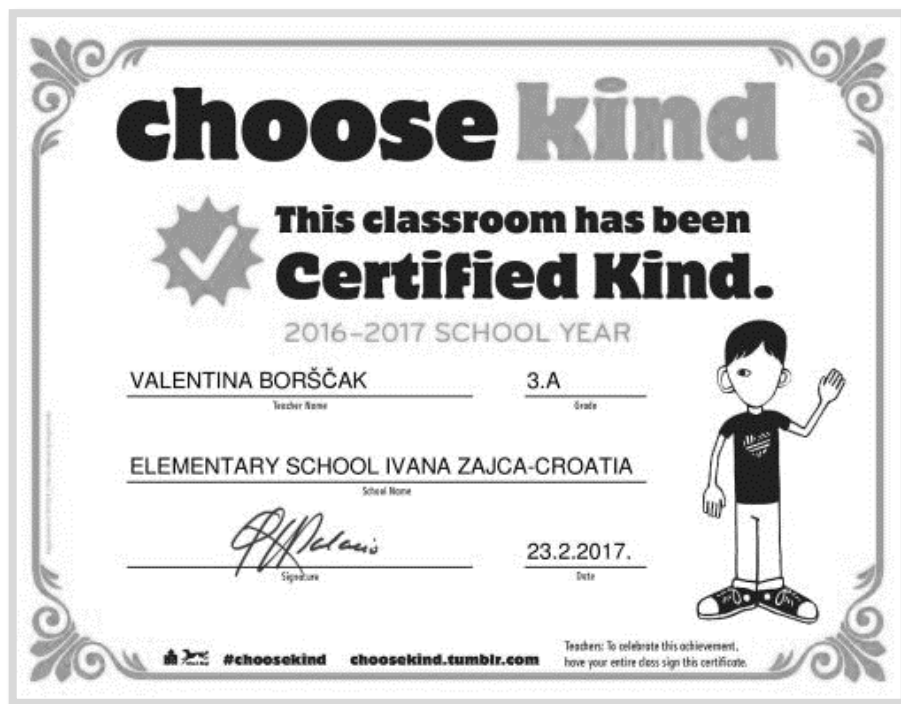 choose kind
This classroom has been
Certified Kind.
2016-2017 SCHOOL YEAR
VALENTINA BORŠČAK 3.A
Teacher Name Grade
ELEMENTARY SCHOOL IVANA ZAJCA-CROATIA
School Name
RJPalacio 23.2.2017.
Signature Date
#choosekind choosekind.tumblr.com
Teachers: To celebrate this achievement,
have your entire class sign this certificate.